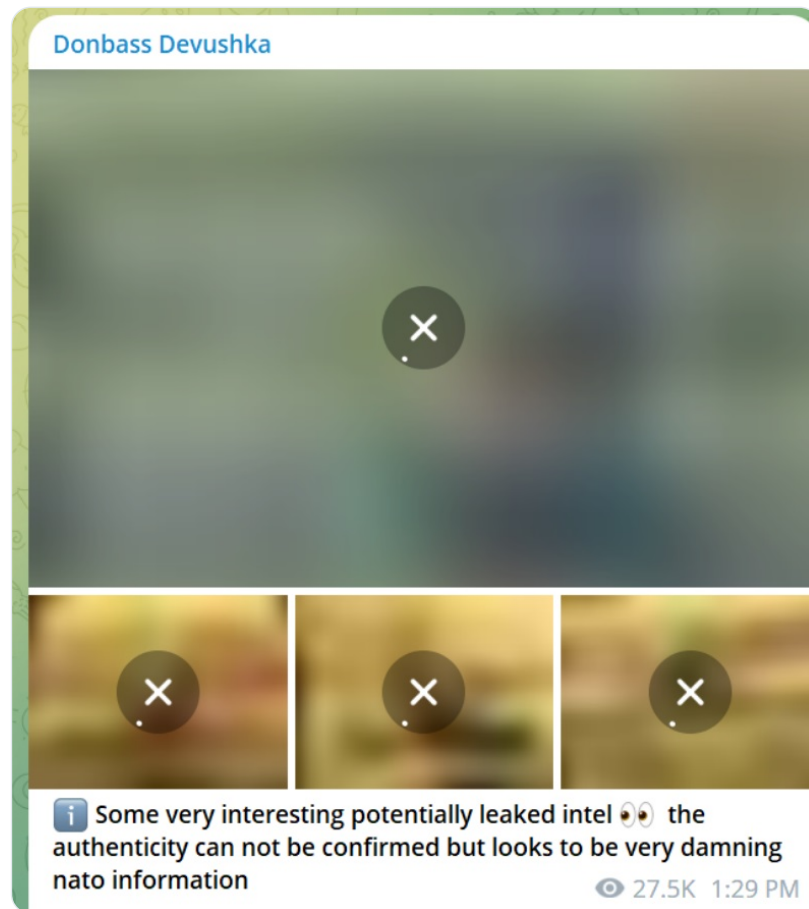 Donbass Devushka
ℹ️ Some very interesting potentially leaked intel 👀 the
authenticity can not be confirmed but looks to be very damning
nato information
27.5K 1:29 PM